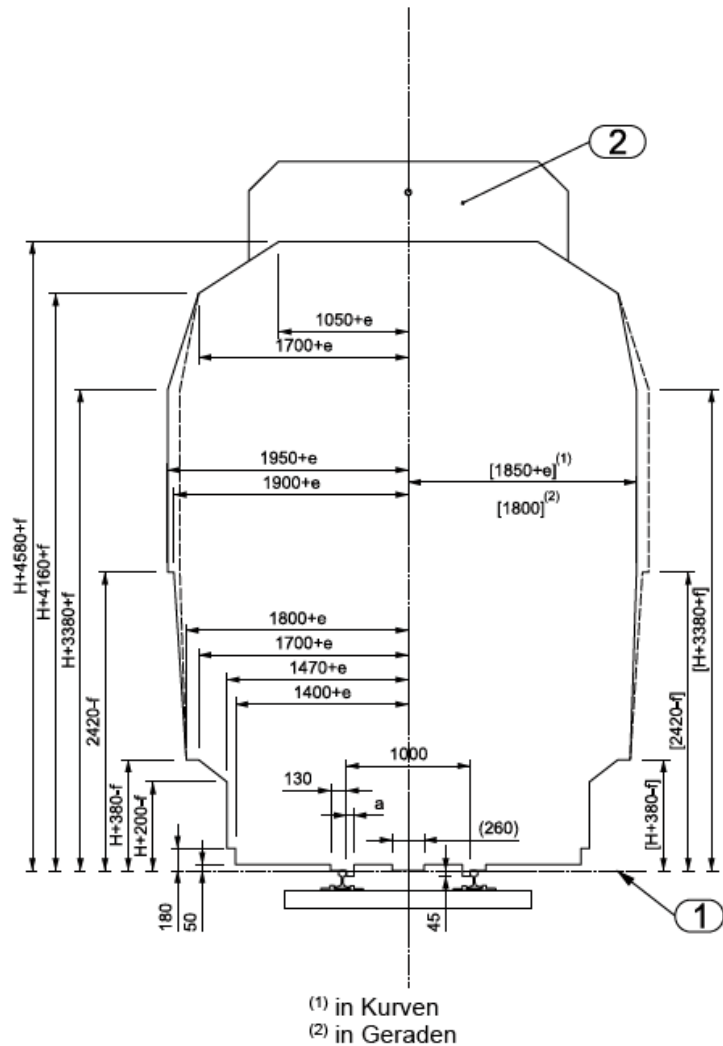 2
1050+e
1700+e
1950+e
[1850+e](1)
1900+e
[1800](2)
1800+e
1700+e
1470+e
1400+e
1000
130
a
(260)
H+4580+f
H+4160+f
H+3380+f
2420-f
H+380-f
H+200-f
180
50
45
[H+3380+f]
[2420-f]
[H+380-f]
1
(1) in Kurven
(2) in Geraden